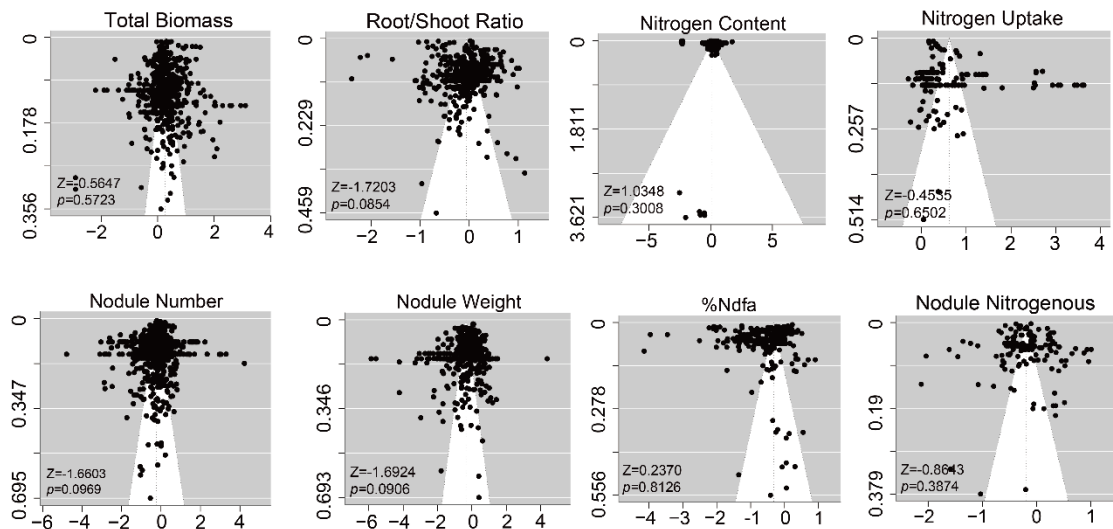 Total Biomass
0
0.178
0.356
Z=-0.5647
p=0.5723
−2 0 2 4
Root/Shoot Ratio
0
0.229
0.459
Z=-1.7203
p=0.0854
−2 −1 0 1
Nitrogen Content
0
1.811
3.621
Z=1.0348
p=0.3008
−5 0 5
Nitrogen Uptake
0
0.257
0.514
Z=-0.4535
p=0.6502
0 1 2 3 4
Nodule Number
0
0.347
0.695
Z=-1.6603
p=0.0969
−6 −4 −2 0 2 4 6
Nodule Weight
0
0.346
0.693
Z=-1.6924
p=0.0906
−6 −4 −2 0 2 4
%Ndfa
0
0.278
0.556
Z=0.2370
p=0.8126
−4 −3 −2 −1 0 1
Nodule Nitrogenous
0
0.19
0.379
Z=-0.8643
p=0.3874
−2 −1 0 1